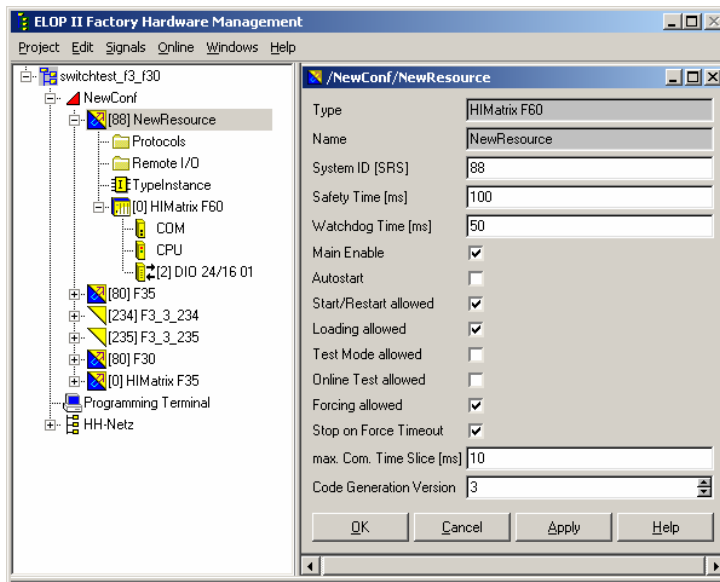 ELOP II Factory Hardware Management
Project Edit Signals Online Windows Help
switchtest_f3_f30
NewConf
[88] NewResource
Protocols
Remote I/O
TypeInstance
[0] HIMatrix F60
COM
CPU
[2] DIO 24/16 01
[80] F35
[234] F3_3_234
[235] F3_3_235
[80] F30
[0] HIMatrix F35
Programming Terminal
HH-Netz
/NewConf/NewResource
Type HIMatrix F60
Name NewResource
System ID [SRS] 88
Safety Time [ms] 100
Watchdog Time [ms] 50
Main Enable
Autostart
Start/Restart allowed
Loading allowed
Test Mode allowed
Online Test allowed
Forcing allowed
Stop on Force Timeout
max. Com. Time Slice [ms] 10
Code Generation Version 3
OK Cancel Apply Help